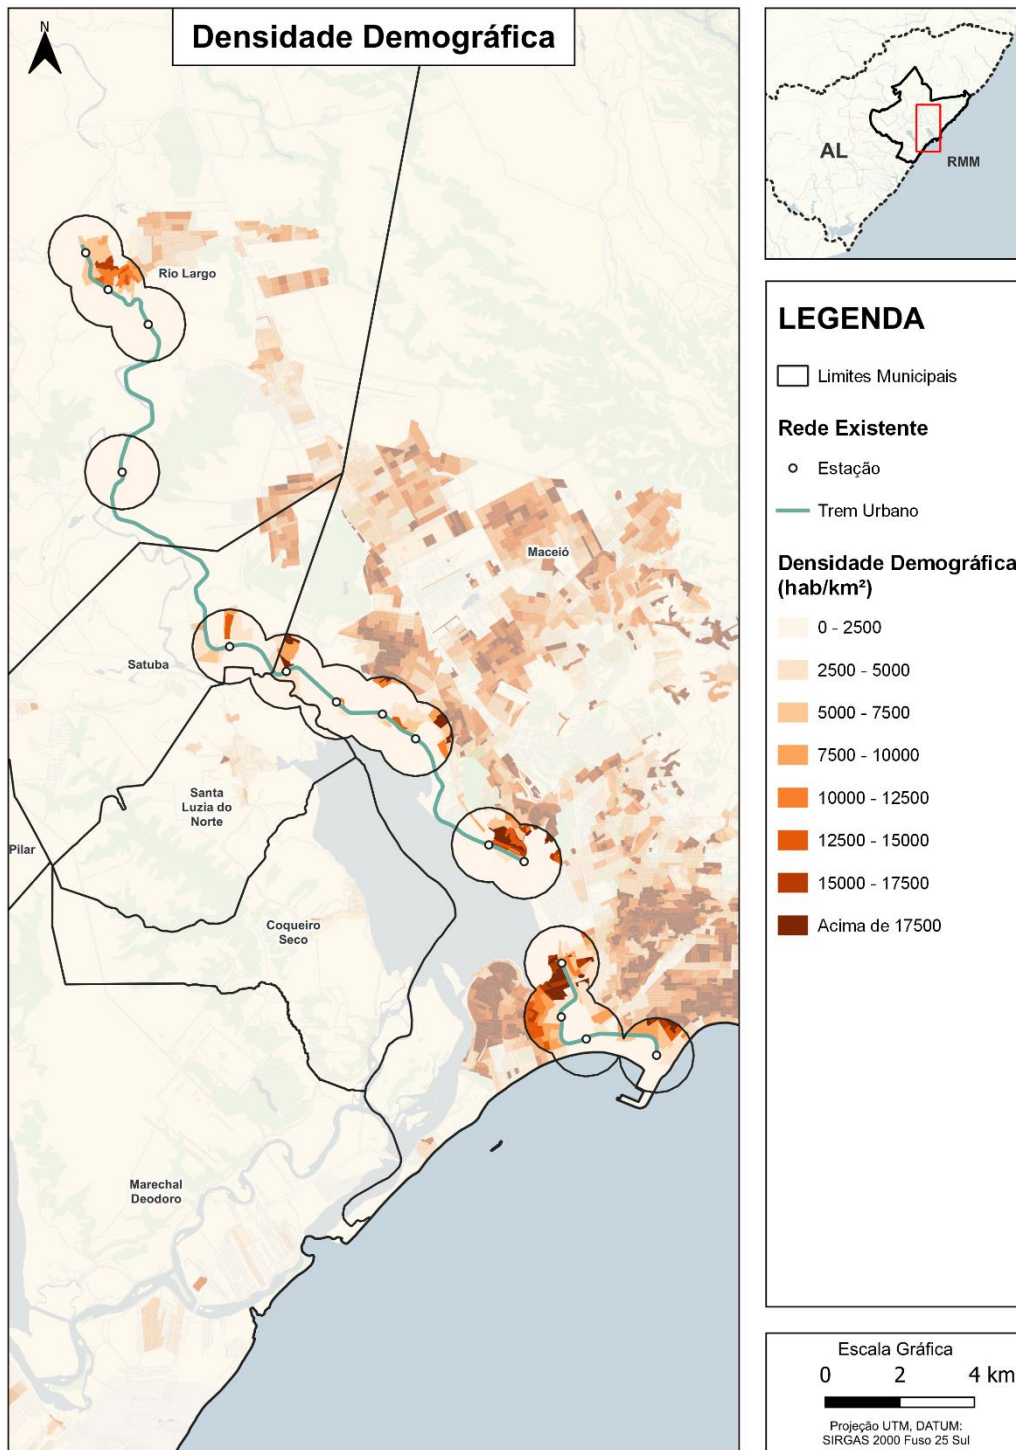 Densidade Demográfica
N
Rio Largo
Maceió
Satuba
Santa
Luzia do
Norte
Pilar
Coqueiro
Seco
Marechal
Deodoro
AL
RMM
LEGENDA
Limites Municipais
Rede Existente
Estação
Trem Urbano
Densidade Demográfica
(hab/km²)
0 - 2500
2500 - 5000
5000 - 7500
7500 - 10000
10000 - 12500
12500 - 15000
15000 - 17500
Acima de 17500
Escala Gráfica
0 2 4 km
Projeção UTM, DATUM:
SIRGAS 2000 Fuso 25 Sul